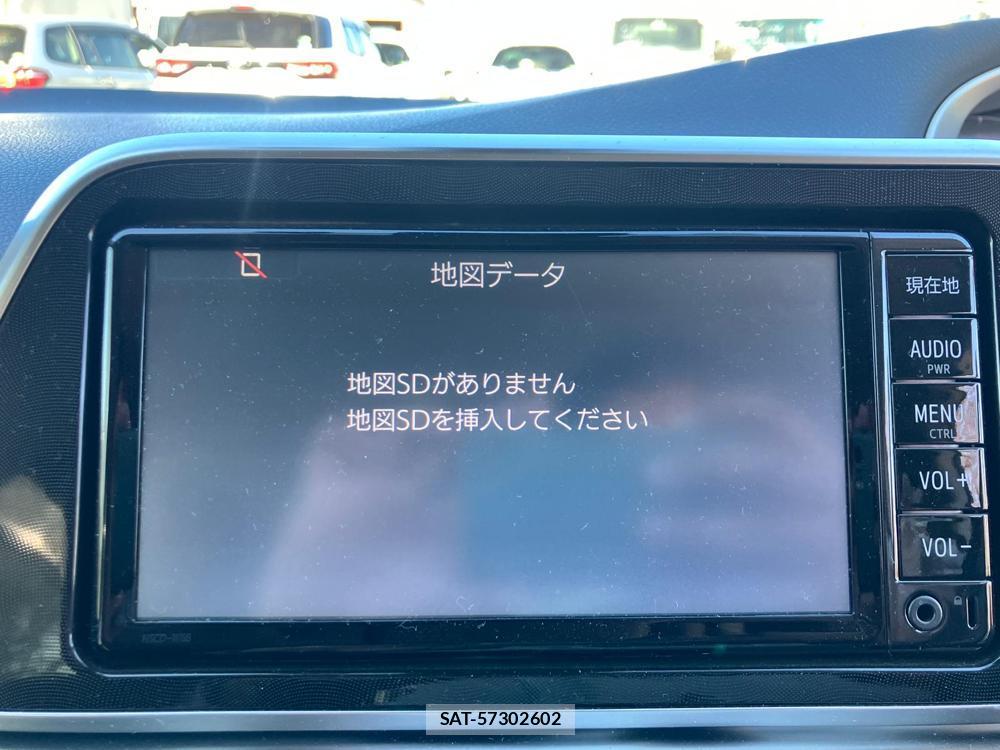 地図データ
地図SDがありません
地図SDを挿入してください
現在地
AUDIO
PWR
MENU
CTRL
VOL+
VOL-
SAT-57302602